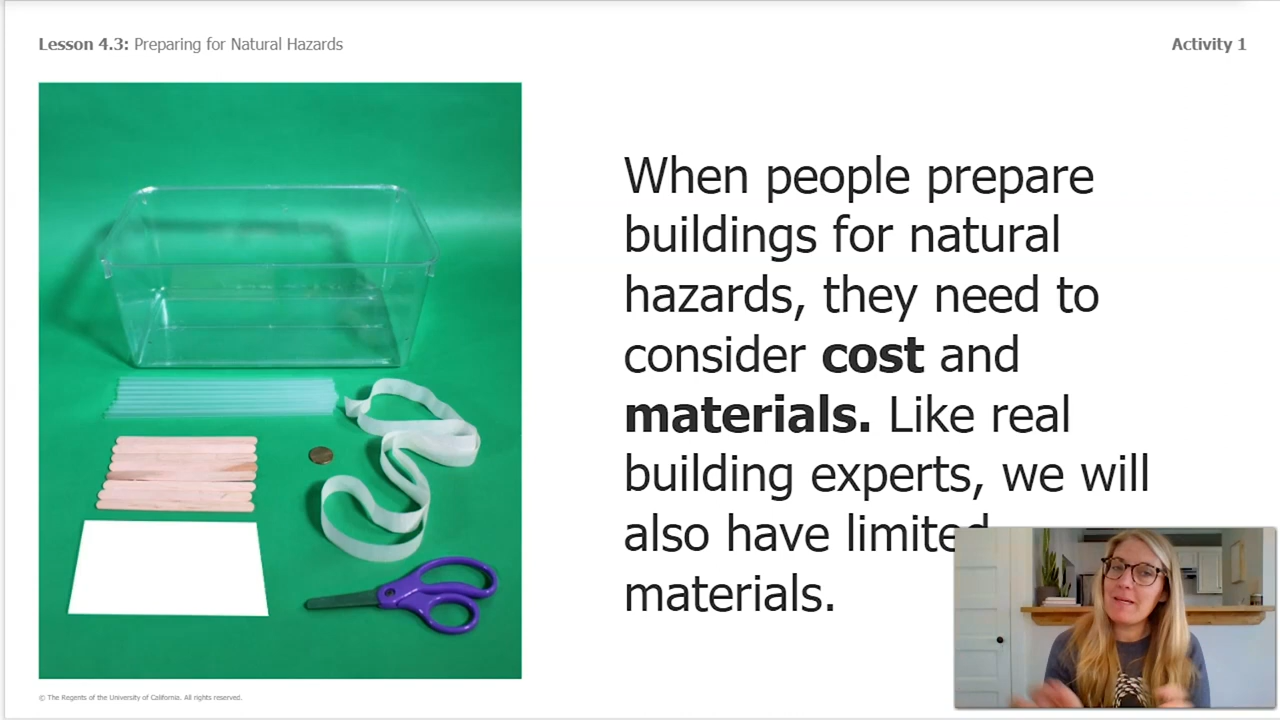 Lesson 4.3: Preparing for Natural Hazards
Activity 1
When people prepare
buildings for natural
hazards, they need to
consider cost and
materials. Like real
building experts, we will
also have limited
materials.
© The Regents of the University of California. All rights reserved.